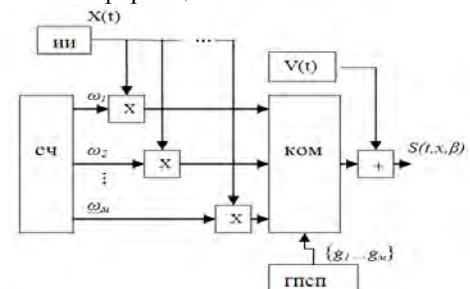 X(t)
ИИ
...
V(t)
ω₁
X
СЧ
ω₂
X
КОМ
+
S(t,x,β)
⋮
ωₘ
X
{g₁...gₘ}
ГПСП